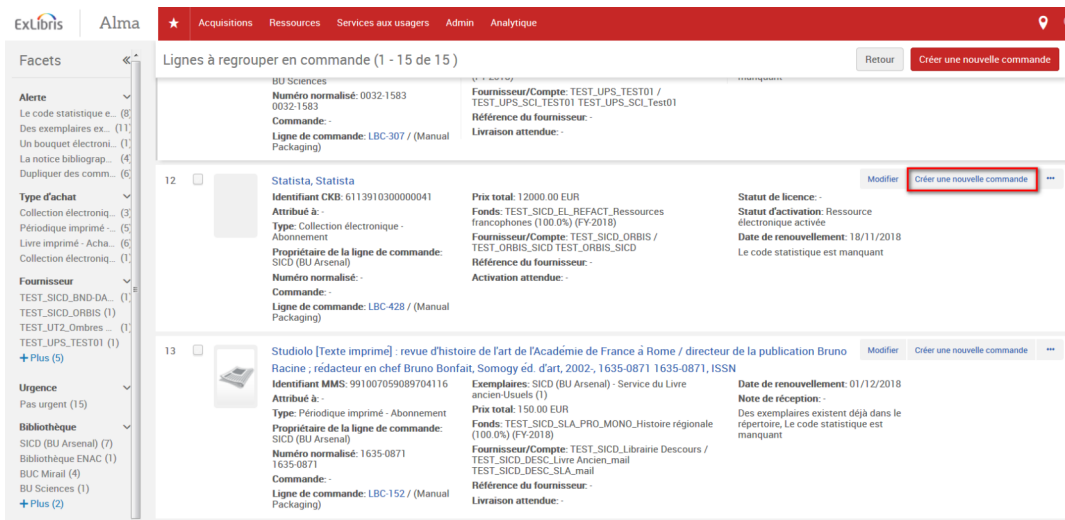 ExLibris Alma
★ Acquisitions Ressources Services aux usagers Admin Analytique
Facets «
Alerte
Le code statistique e... (8)
Des exemplaires ex... (11)
Un bouquet électroni... (1)
La notice bibliograp... (4)
Dupliquer des comm... (6)
Type d'achat
Collection électroniq... (3)
Périodique imprimé -... (5)
Livre imprimé - Acha... (6)
Collection électroniq... (1)
Fournisseur
TEST_SICD_BND-DA... (1)
TEST_SICD_ORBIS (1)
TEST_UT2_Ombres ... (1)
TEST_UPS_TEST01 (1)
+ Plus (5)
Urgence
Pas urgent (15)
Bibliothèque
SICD (BU Arsenal) (7)
Bibliothèque ENAC (1)
BUC Mirail (4)
BU Sciences (1)
+ Plus (2)
Lignes à regrouper en commande (1 - 15 de 15 )
Retour Créer une nouvelle commande
BU Sciences
Numéro normalisé: 0032-1583
0032-1583
Commande: -
Ligne de commande: LBC-307 / (Manual
Packaging)
(FY-2018)
Fournisseur/Compte: TEST_UPS_TEST01 /
TEST_UPS_SCI_TEST01 TEST_UPS_SCI_Test01
Référence du fournisseur: -
Livraison attendue: -
manquant
12 Statista, Statista
Modifier Créer une nouvelle commande •••
Identifiant CKB: 6113910300000041
Attribué à: -
Type: Collection électronique -
Abonnement
Propriétaire de la ligne de commande:
SICD (BU Arsenal)
Numéro normalisé: -
Commande: -
Ligne de commande: LBC-428 / (Manual
Packaging)
Prix total: 12000.00 EUR
Fonds: TEST_SICD_EL_REFACT_Ressources
francophones (100.0%) (FY-2018)
Fournisseur/Compte: TEST_SICD_ORBIS /
TEST_ORBIS_SICD TEST_ORBIS_SICD
Référence du fournisseur: -
Activation attendue: -
Statut de licence: -
Statut d'activation: Ressource
électronique activée
Date de renouvellement: 18/11/2018
Le code statistique est manquant
13 Studiolo [Texte imprime] : revue d'histoire de l'art de l'Académie de France à Rome / directeur de la publication Bruno
Racine ; rédacteur en chef Bruno Bonfait, Somogy éd. d'art, 2002-, 1635-0871 1635-0871, ISSN
Modifier Créer une nouvelle commande •••
Identifiant MMS: 991007059089704116
Attribué à: -
Type: Périodique imprimé - Abonnement
Propriétaire de la ligne de commande:
SICD (BU Arsenal)
Numéro normalisé: 1635-0871
1635-0871
Commande: -
Ligne de commande: LBC-152 / (Manual
Packaging)
Exemplaires: SICD (BU Arsenal) - Service du Livre
ancien-Usuels (1)
Prix total: 150.00 EUR
Fonds: TEST_SICD_SLA_PRO_MONO_Histoire régionale
(100.0%) (FY-2018)
Fournisseur/Compte: TEST_SICD_Librairie Descours /
TEST_SICD_DESC_Livre Ancien_mail
TEST_SICD_DESC_SLA_mail
Référence du fournisseur: -
Livraison attendue: -
Date de renouvellement: 01/12/2018
Note de réception: -
Des exemplaires existent déjà dans le
répertoire, Le code statistique est
manquant